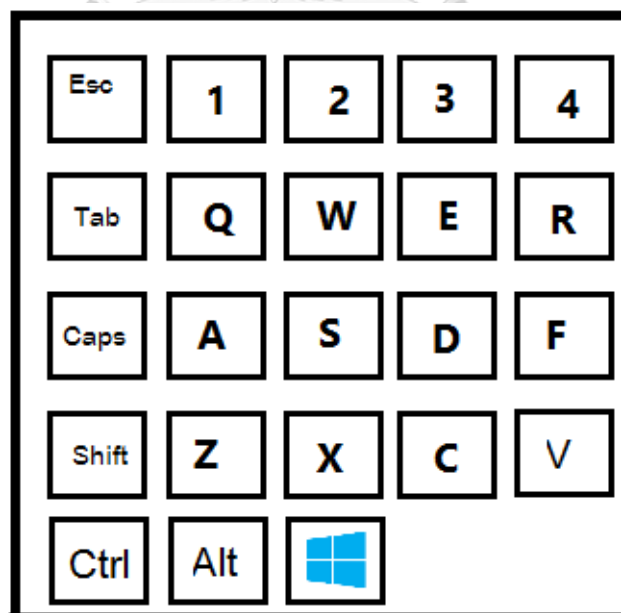 Esc 1 2 3 4
Tab Q W E R
Caps A S D F
Shift Z X C V
Ctrl Alt